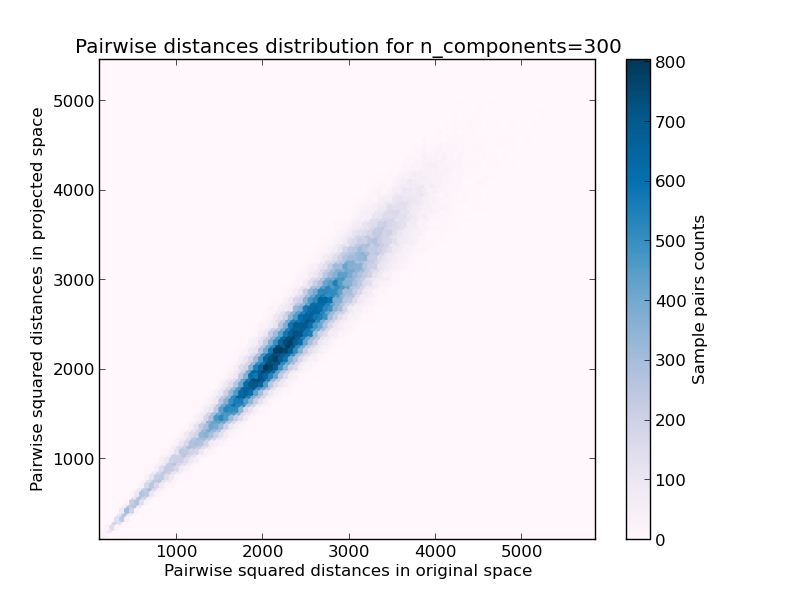 Pairwise distances distribution for n_components=300
Pairwise squared distances in projected space
5000
4000
3000
2000
1000
1000 2000 3000 4000 5000
Pairwise squared distances in original space
800
700
600
500
400
300
200
100
0
Sample pairs counts